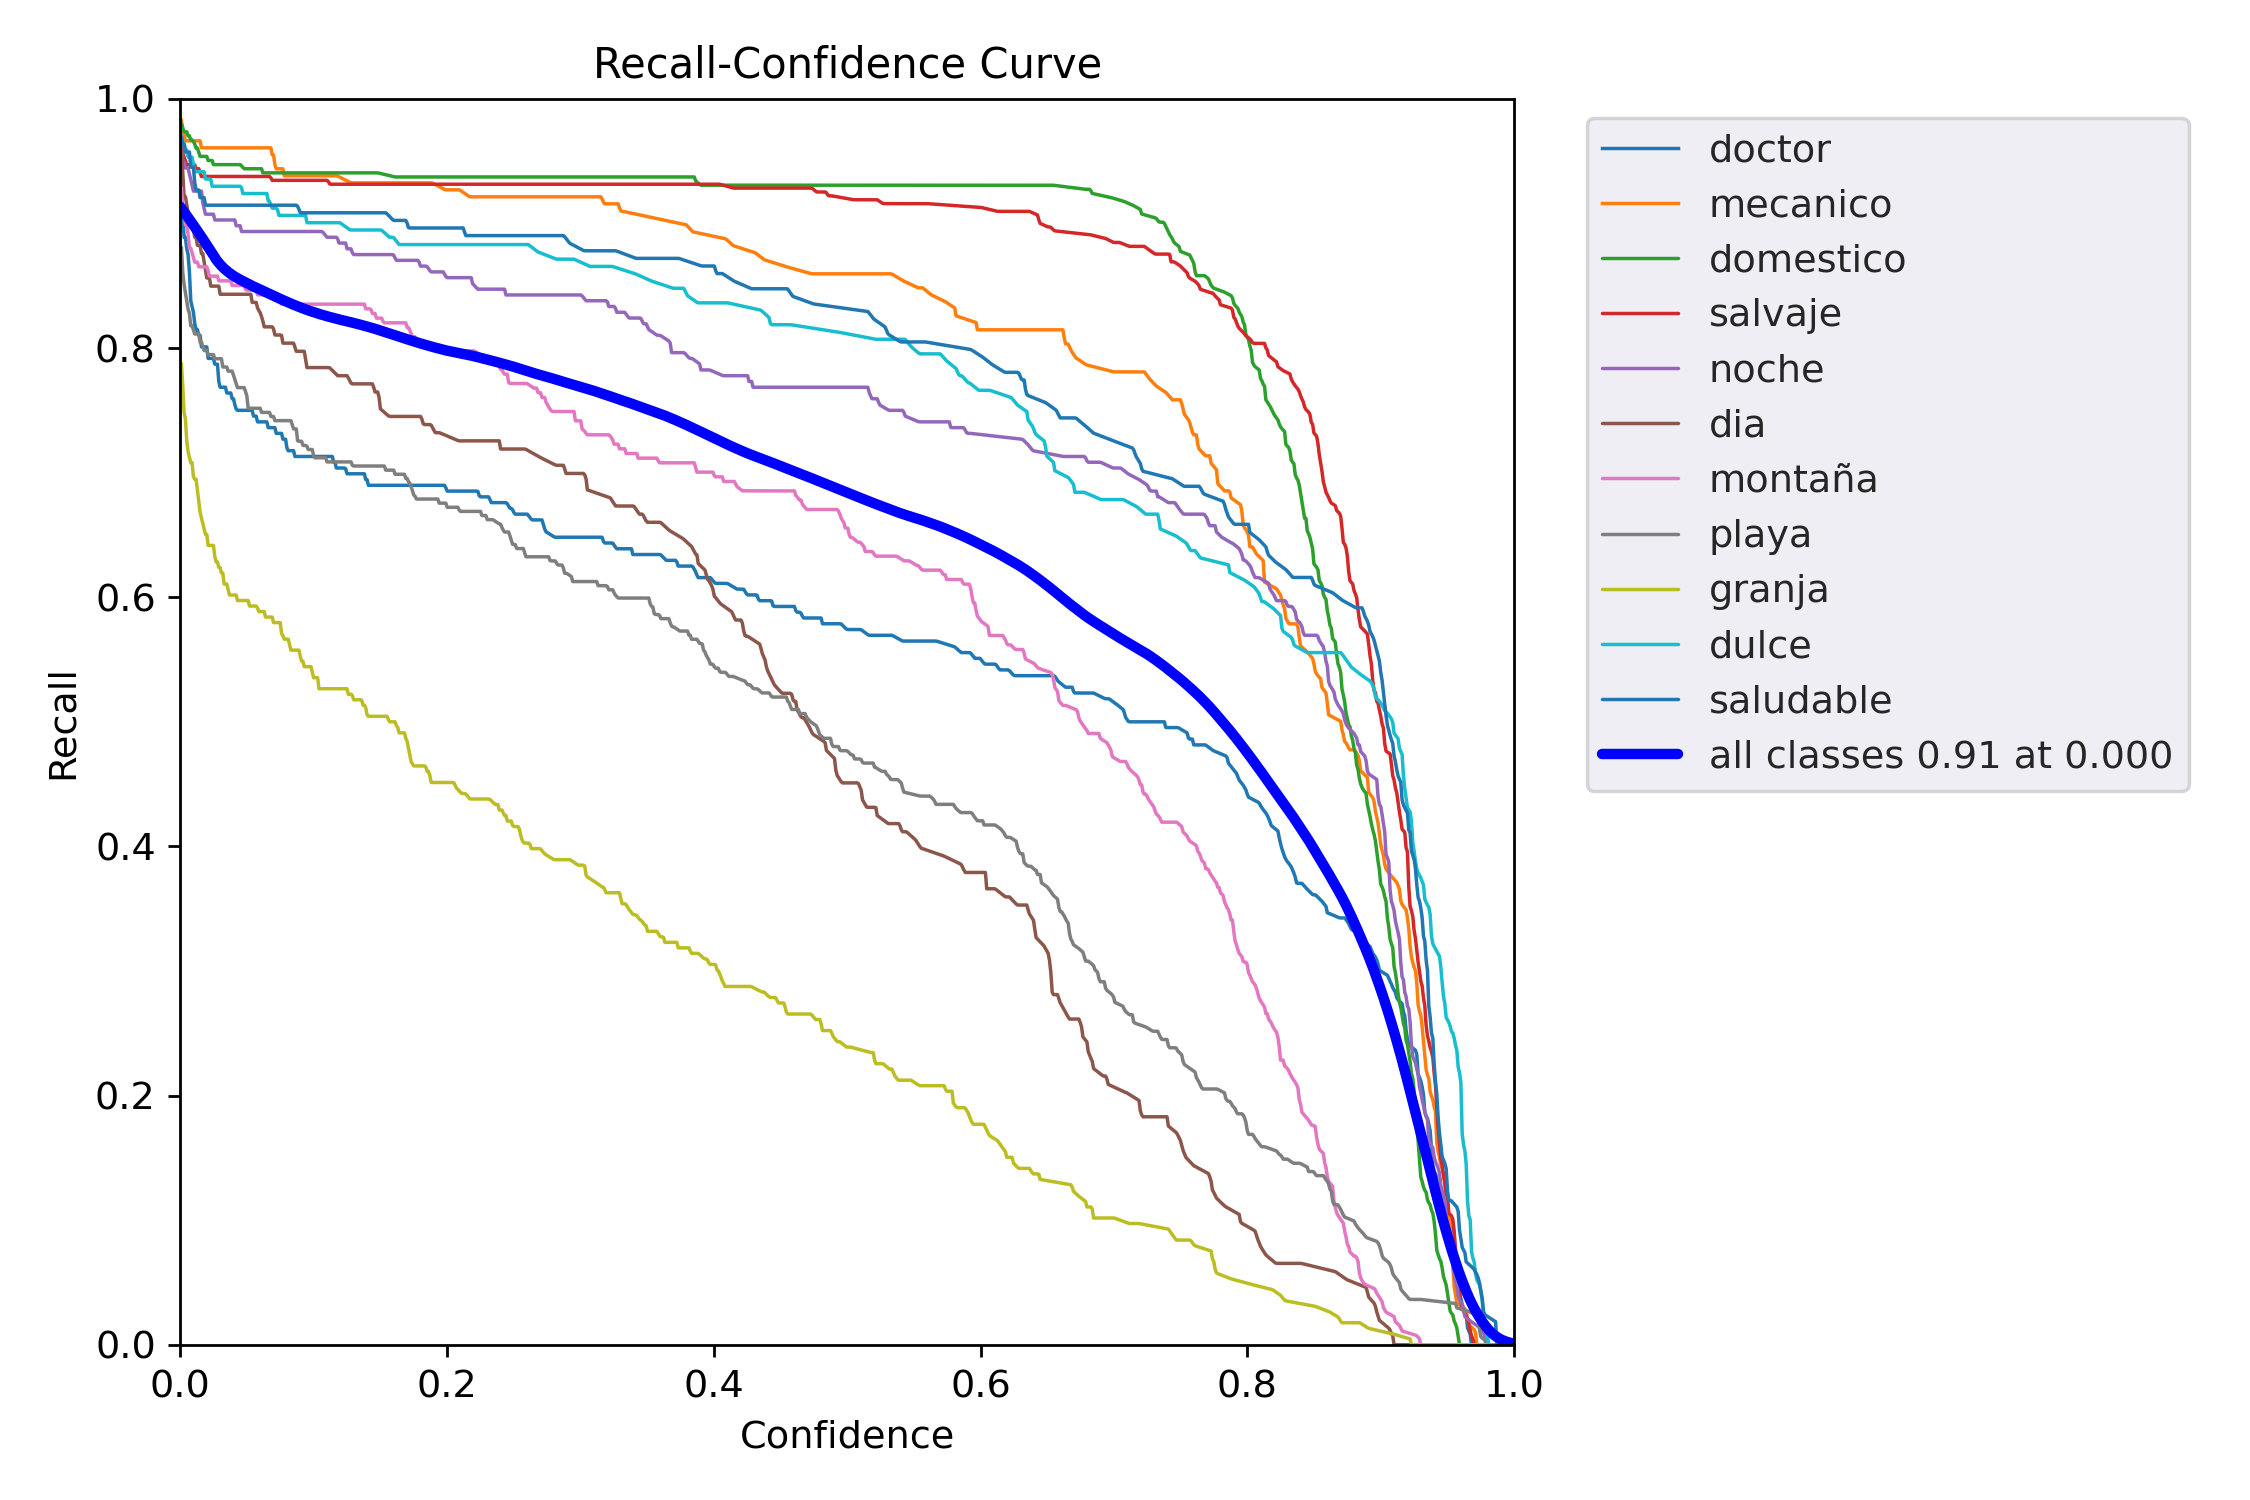 Recall-Confidence Curve
1.0
0.8
0.6
0.4
0.2
0.0
Recall
0.0 0.2 0.4 0.6 0.8 1.0
Confidence
doctor
mecanico
domestico
salvaje
noche
dia
montaña
playa
granja
dulce
saludable
all classes 0.91 at 0.000